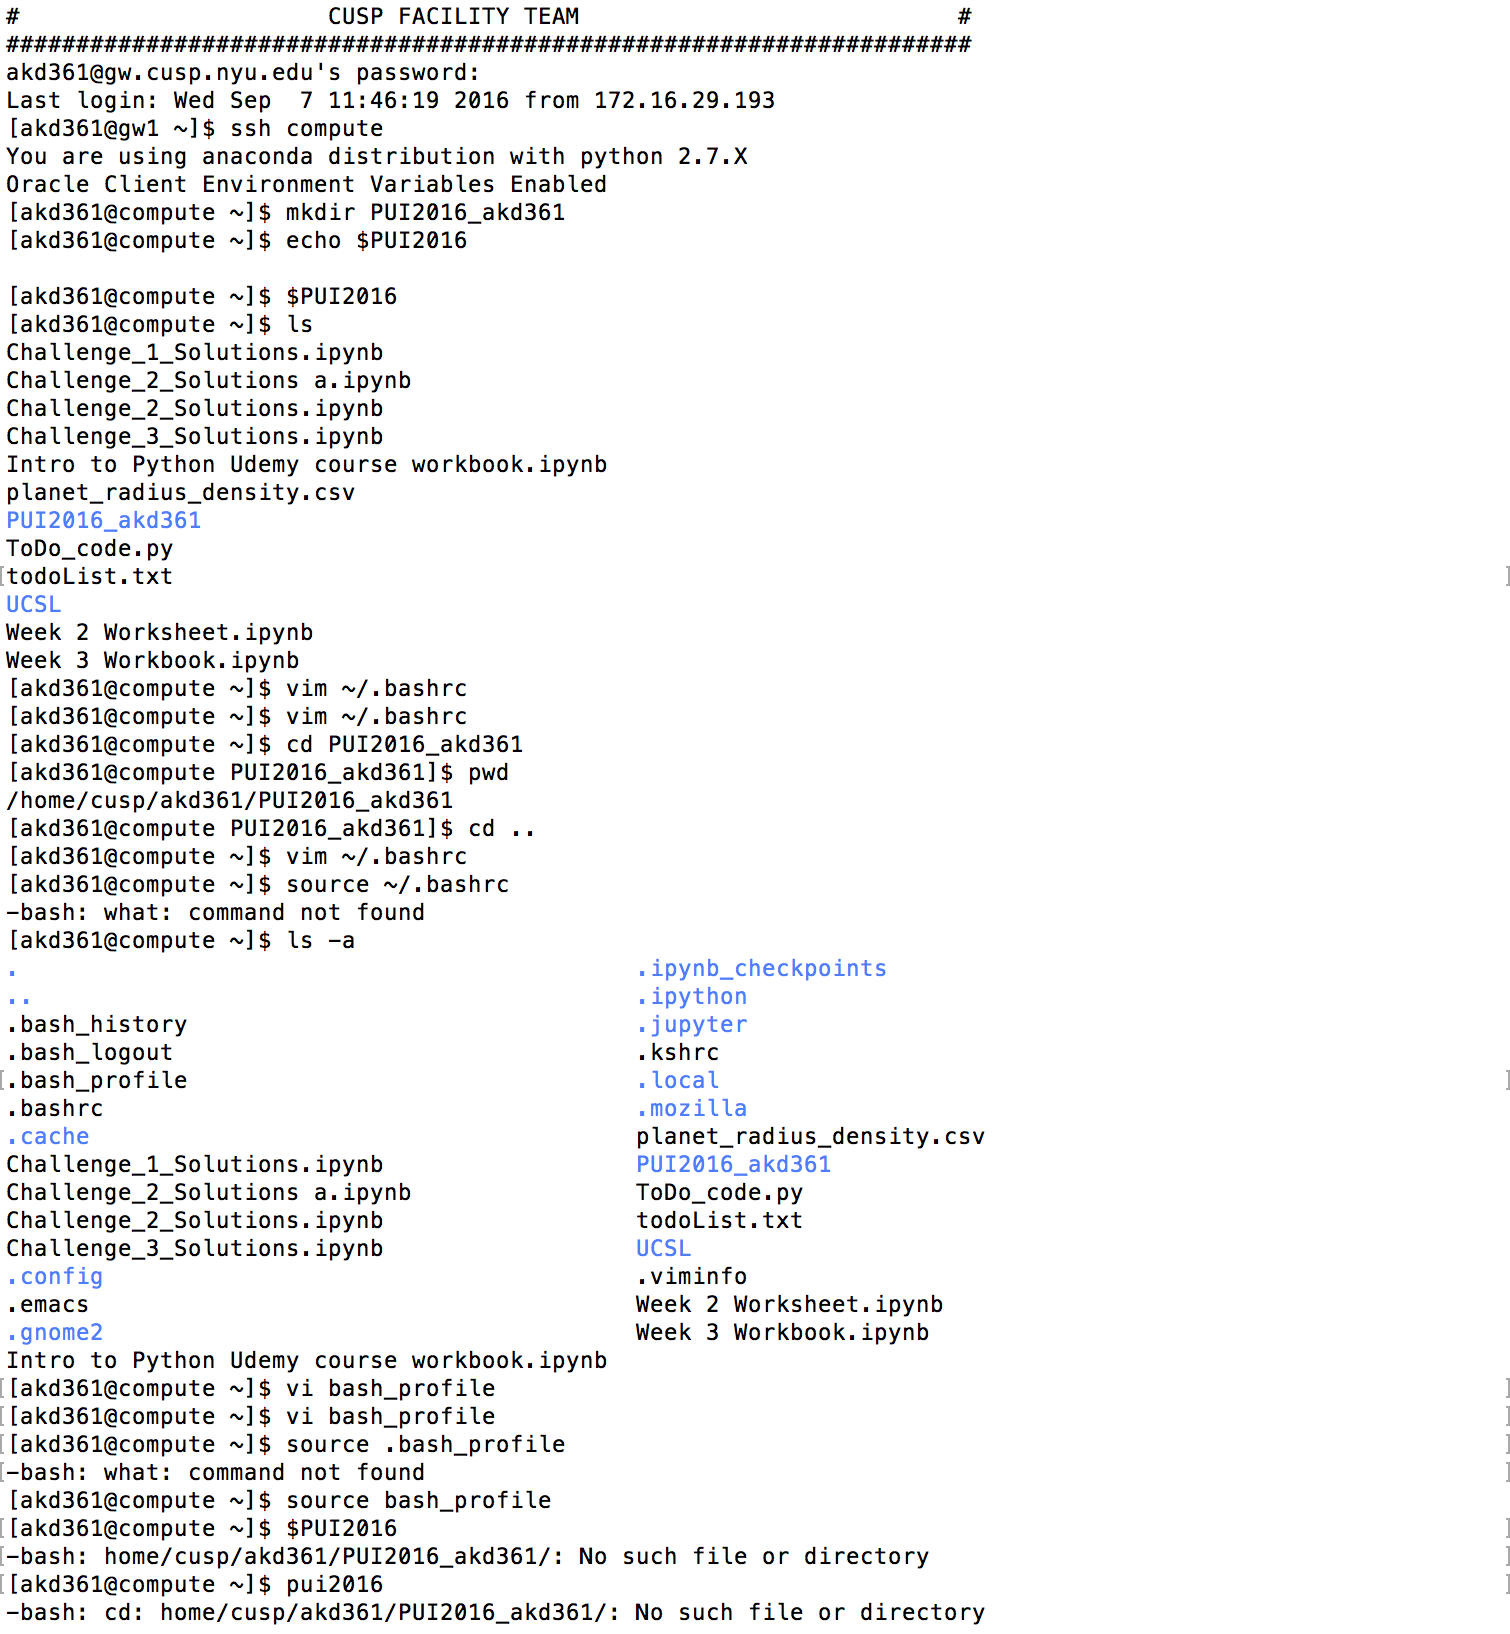 # CUSP FACILITY TEAM #
#####################################################################
akd361@gw.cusp.nyu.edu's password:
Last login: Wed Sep  7 11:46:19 2016 from 172.16.29.193
[akd361@gw1 ~]$ ssh compute
You are using anaconda distribution with python 2.7.X
Oracle Client Environment Variables Enabled
[akd361@compute ~]$ mkdir PUI2016_akd361
[akd361@compute ~]$ echo $PUI2016
[akd361@compute ~]$ $PUI2016
[akd361@compute ~]$ ls
Challenge_1_Solutions.ipynb
Challenge_2_Solutions a.ipynb
Challenge_2_Solutions.ipynb
Challenge_3_Solutions.ipynb
Intro to Python Udemy course workbook.ipynb
planet_radius_density.csv
PUI2016_akd361
ToDo_code.py
[todoList.txt ]
UCSL
Week 2 Worksheet.ipynb
Week 3 Workbook.ipynb
[akd361@compute ~]$ vim ~/.bashrc
[akd361@compute ~]$ vim ~/.bashrc
[akd361@compute ~]$ cd PUI2016_akd361
[akd361@compute PUI2016_akd361]$ pwd
/home/cusp/akd361/PUI2016_akd361
[akd361@compute PUI2016_akd361]$ cd ..
[akd361@compute ~]$ vim ~/.bashrc
[akd361@compute ~]$ source ~/.bashrc
-bash: what: command not found
[akd361@compute ~]$ ls -a
. .ipynb_checkpoints
.. .ipython
.bash_history .jupyter
.bash_logout .kshrc
[.bash_profile .local ]
.bashrc .mozilla
.cache planet_radius_density.csv
Challenge_1_Solutions.ipynb PUI2016_akd361
Challenge_2_Solutions a.ipynb ToDo_code.py
Challenge_2_Solutions.ipynb todoList.txt
Challenge_3_Solutions.ipynb UCSL
.config .viminfo
.emacs Week 2 Worksheet.ipynb
.gnome2 Week 3 Workbook.ipynb
Intro to Python Udemy course workbook.ipynb
[[akd361@compute ~]$ vi bash_profile ]
[[akd361@compute ~]$ vi bash_profile ]
[[akd361@compute ~]$ source .bash_profile ]
[-bash: what: command not found ]
[akd361@compute ~]$ source bash_profile
[[akd361@compute ~]$ $PUI2016 ]
[-bash: home/cusp/akd361/PUI2016_akd361/: No such file or directory ]
[[akd361@compute ~]$ pui2016 ]
-bash: cd: home/cusp/akd361/PUI2016_akd361/: No such file or directory